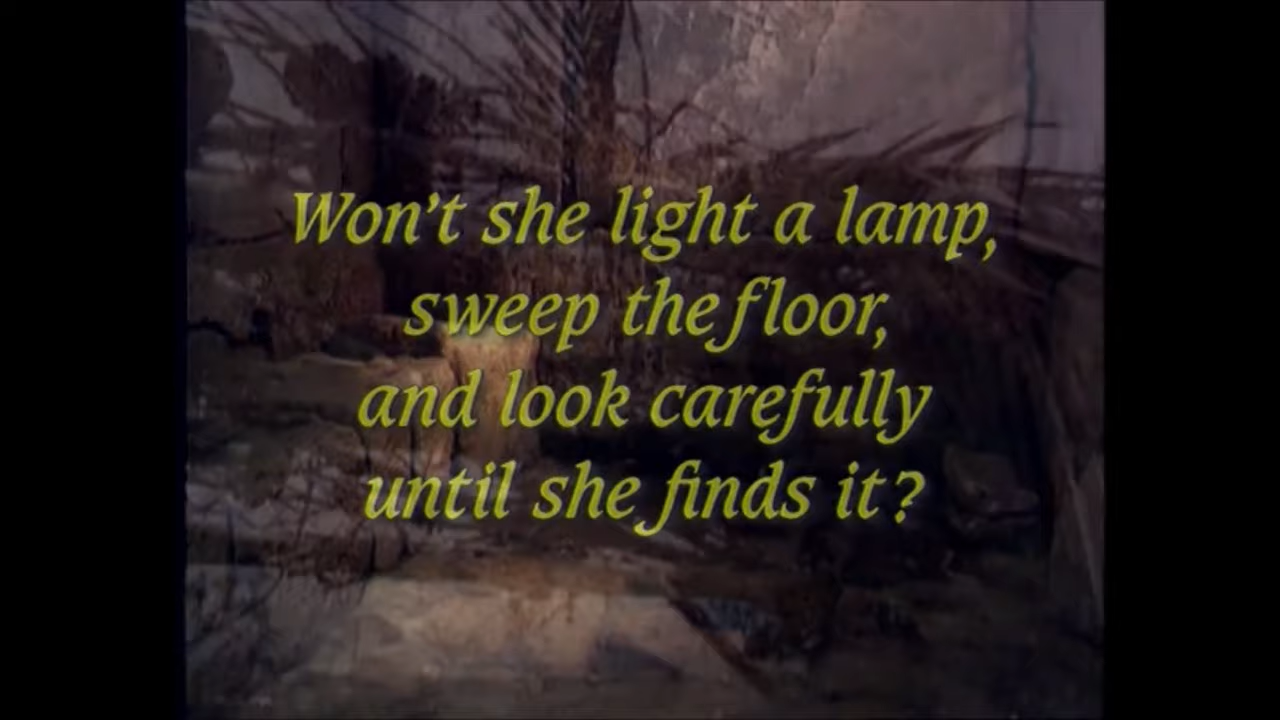 Won't she light a lamp,
sweep the floor,
and look carefully
until she finds it?